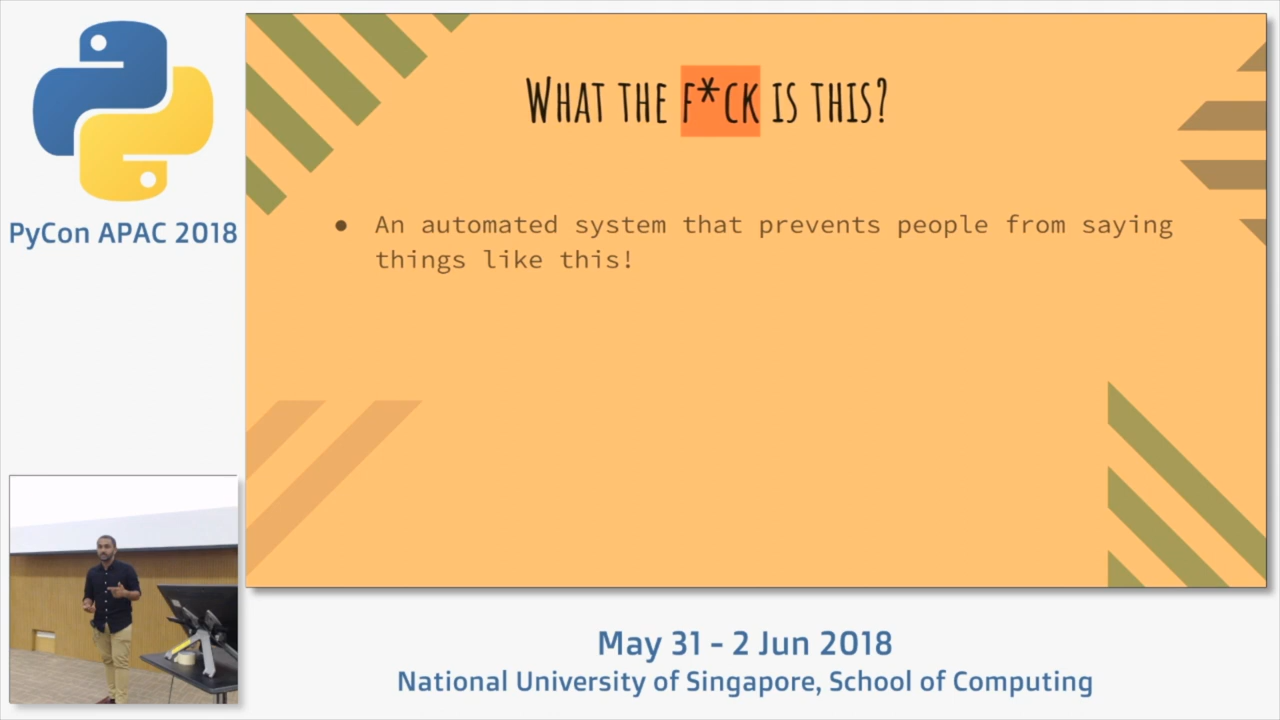 PyCon APAC 2018
WHAT THE F*CK IS THIS?
● An automated system that prevents people from saying
things like this!
May 31 - 2 Jun 2018
National University of Singapore, School of Computing